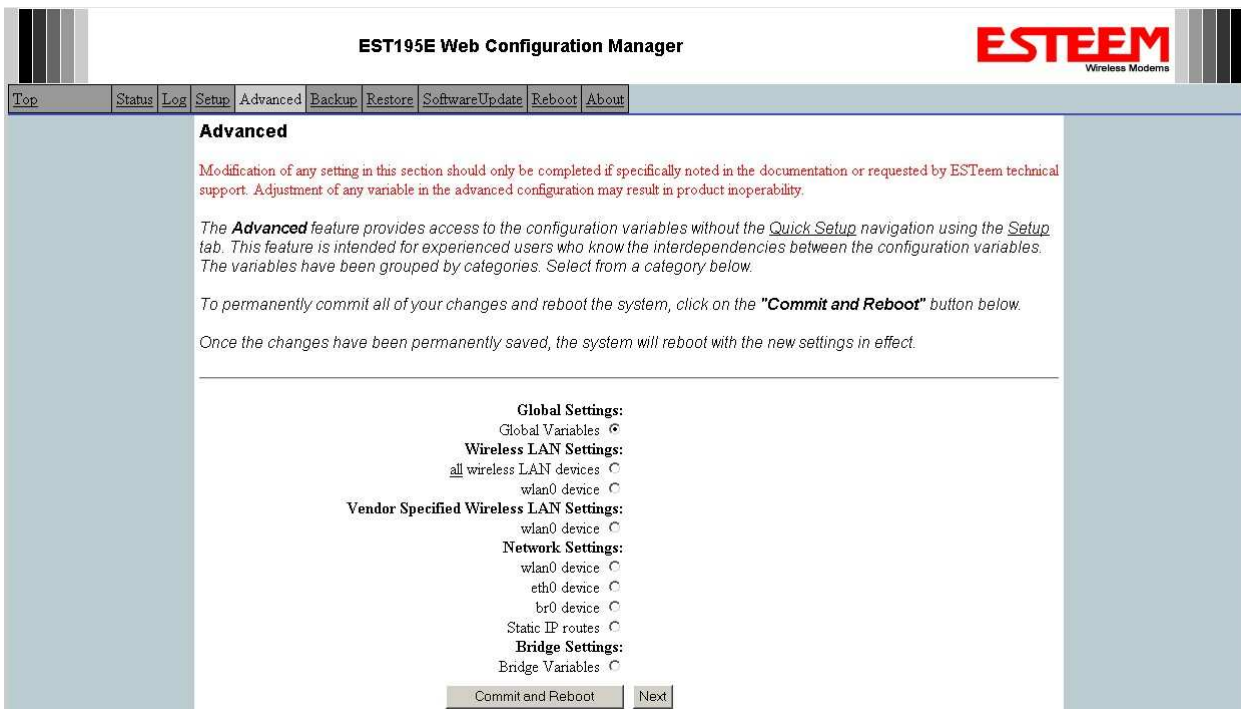 EST195E Web Configuration Manager
ESTEEM
Wireless Modems
Top Status Log Setup Advanced Backup Restore SoftwareUpdate Reboot About
Advanced
Modification of any setting in this section should only be completed if specifically noted in the documentation or requested by ESTeem technical
support. Adjustment of any variable in the advanced configuration may result in product inoperability.
The Advanced feature provides access to the configuration variables without the Quick Setup navigation using the Setup
tab. This feature is intended for experienced users who know the interdependencies between the configuration variables.
The variables have been grouped by categories. Select from a category below.
To permanently commit all of your changes and reboot the system, click on the "Commit and Reboot" button below.
Once the changes have been permanently saved, the system will reboot with the new settings in effect.
Global Settings:
Global Variables
Wireless LAN Settings:
all wireless LAN devices
wlan0 device
Vendor Specified Wireless LAN Settings:
wlan0 device
Network Settings:
wlan0 device
eth0 device
br0 device
Static IP routes
Bridge Settings:
Bridge Variables
Commit and Reboot Next